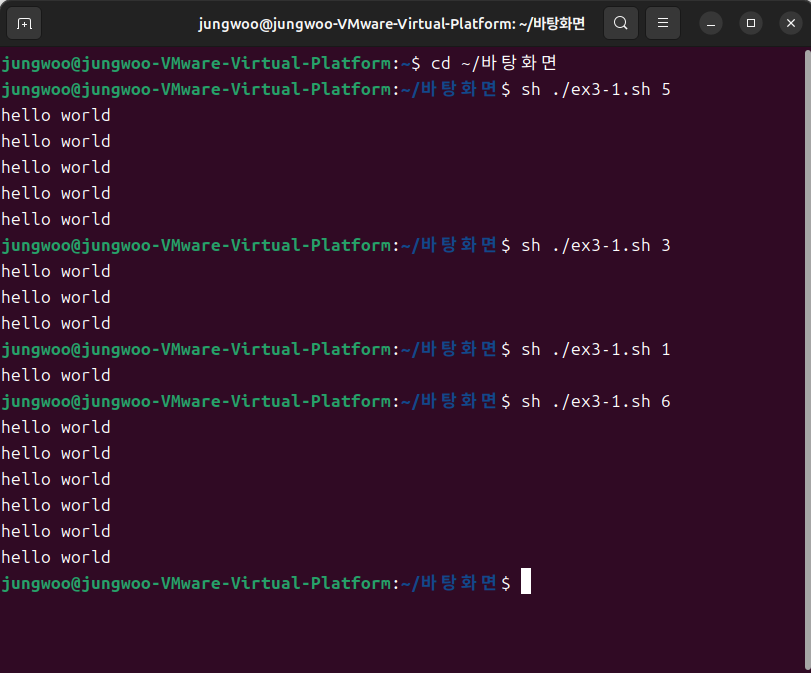 jungwoo@jungwoo-VMware-Virtual-Platform: ~/바탕화면
jungwoo@jungwoo-VMware-Virtual-Platform:~$ cd ~/바탕화면
jungwoo@jungwoo-VMware-Virtual-Platform:~/바탕화면$ sh ./ex3-1.sh 5
hello world
hello world
hello world
hello world
hello world
jungwoo@jungwoo-VMware-Virtual-Platform:~/바탕화면$ sh ./ex3-1.sh 3
hello world
hello world
hello world
jungwoo@jungwoo-VMware-Virtual-Platform:~/바탕화면$ sh ./ex3-1.sh 1
hello world
jungwoo@jungwoo-VMware-Virtual-Platform:~/바탕화면$ sh ./ex3-1.sh 6
hello world
hello world
hello world
hello world
hello world
hello world
jungwoo@jungwoo-VMware-Virtual-Platform:~/바탕화면$